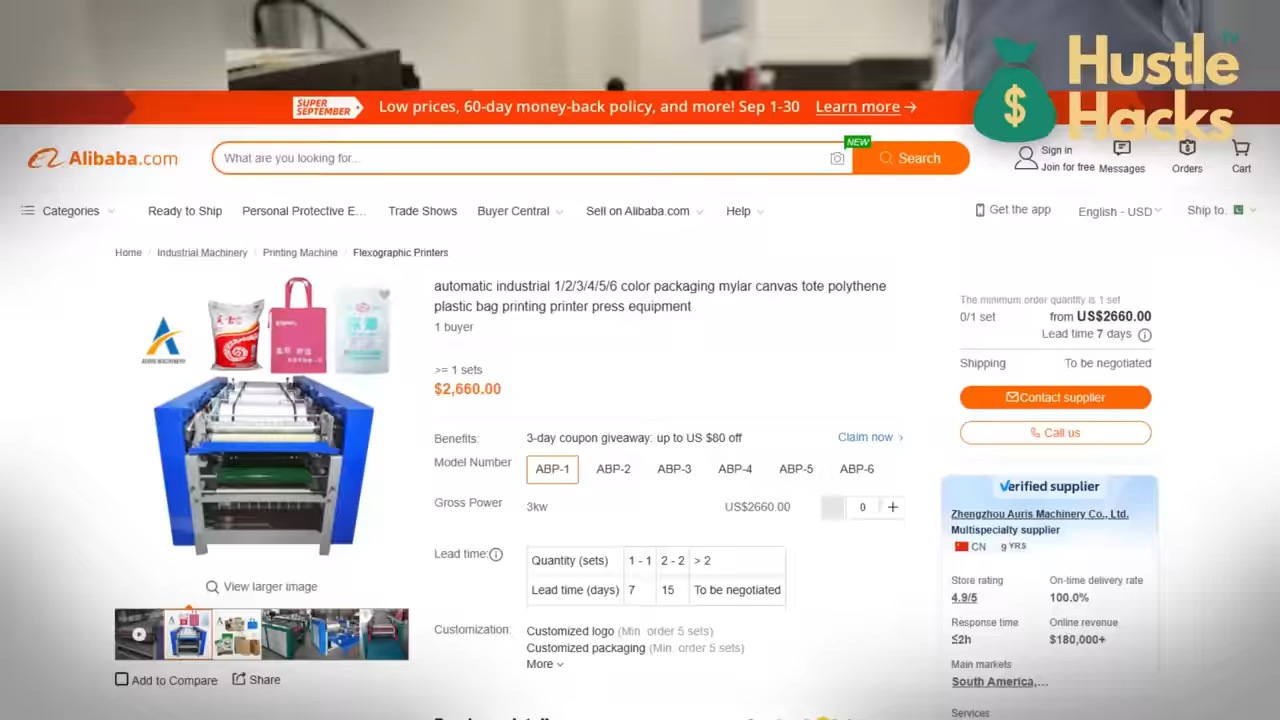 Hustle TV
Hacks
SUPER SEPTEMBER
Low prices, 60-day money-back policy, and more! Sep 1-30 Learn more →
Alibaba.com
What are you looking for...
NEW
Search
Sign in
Join for free
Messages
Orders
Cart
Categories
Ready to Ship
Personal Protective E...
Trade Shows
Buyer Central
Sell on Alibaba.com
Help
Get the app
English - USD
Ship to.
Home / Industrial Machinery / Printing Machine / Flexographic Printers
automatic industrial 1/2/3/4/5/6 color packaging mylar canvas tote polythene
plastic bag printing printer press equipment
1 buyer
>= 1 sets
$2,660.00
Benefits: 3-day coupon giveaway: up to US $80 off Claim now >
Model Number ABP-1 ABP-2 ABP-3 ABP-4 ABP-5 ABP-6
Gross Power 3kw US$2660.00 0 +
Lead time:
Quantity (sets) 1 - 1 2 - 2 > 2
Lead time (days) 7 15 To be negotiated
Customization: Customized logo (Min. order 5 sets)
Customized packaging (Min. order 5 sets)
More
AURIS MACHINERY
View larger image
Add to Compare Share
The minimum order quantity is 1 set
0/1 set from US$2660.00
Lead time 7 days
Shipping To be negotiated
Contact supplier
Call us
Verified supplier
Zhengzhou Auris Machinery Co., Ltd.
Multispecialty supplier
CN 9 YRS
Store rating On-time delivery rate
4.9/5 100.0%
Response time Online revenue
≤2h $180,000+
Main markets
South America,...
Services